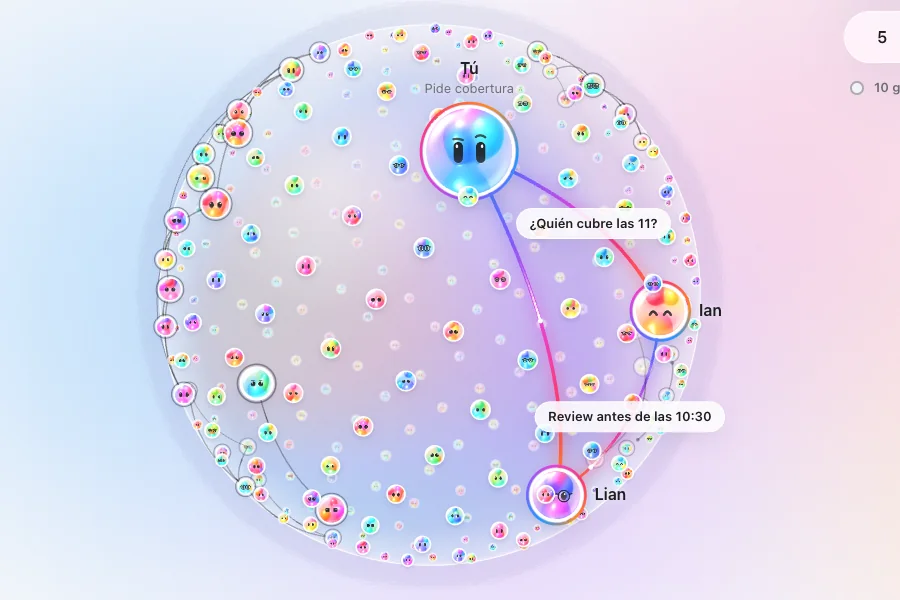 5
10 g
Tú
Pide cobertura
¿Quién cubre las 11?
Ian
Review antes de las 10:30
Lian